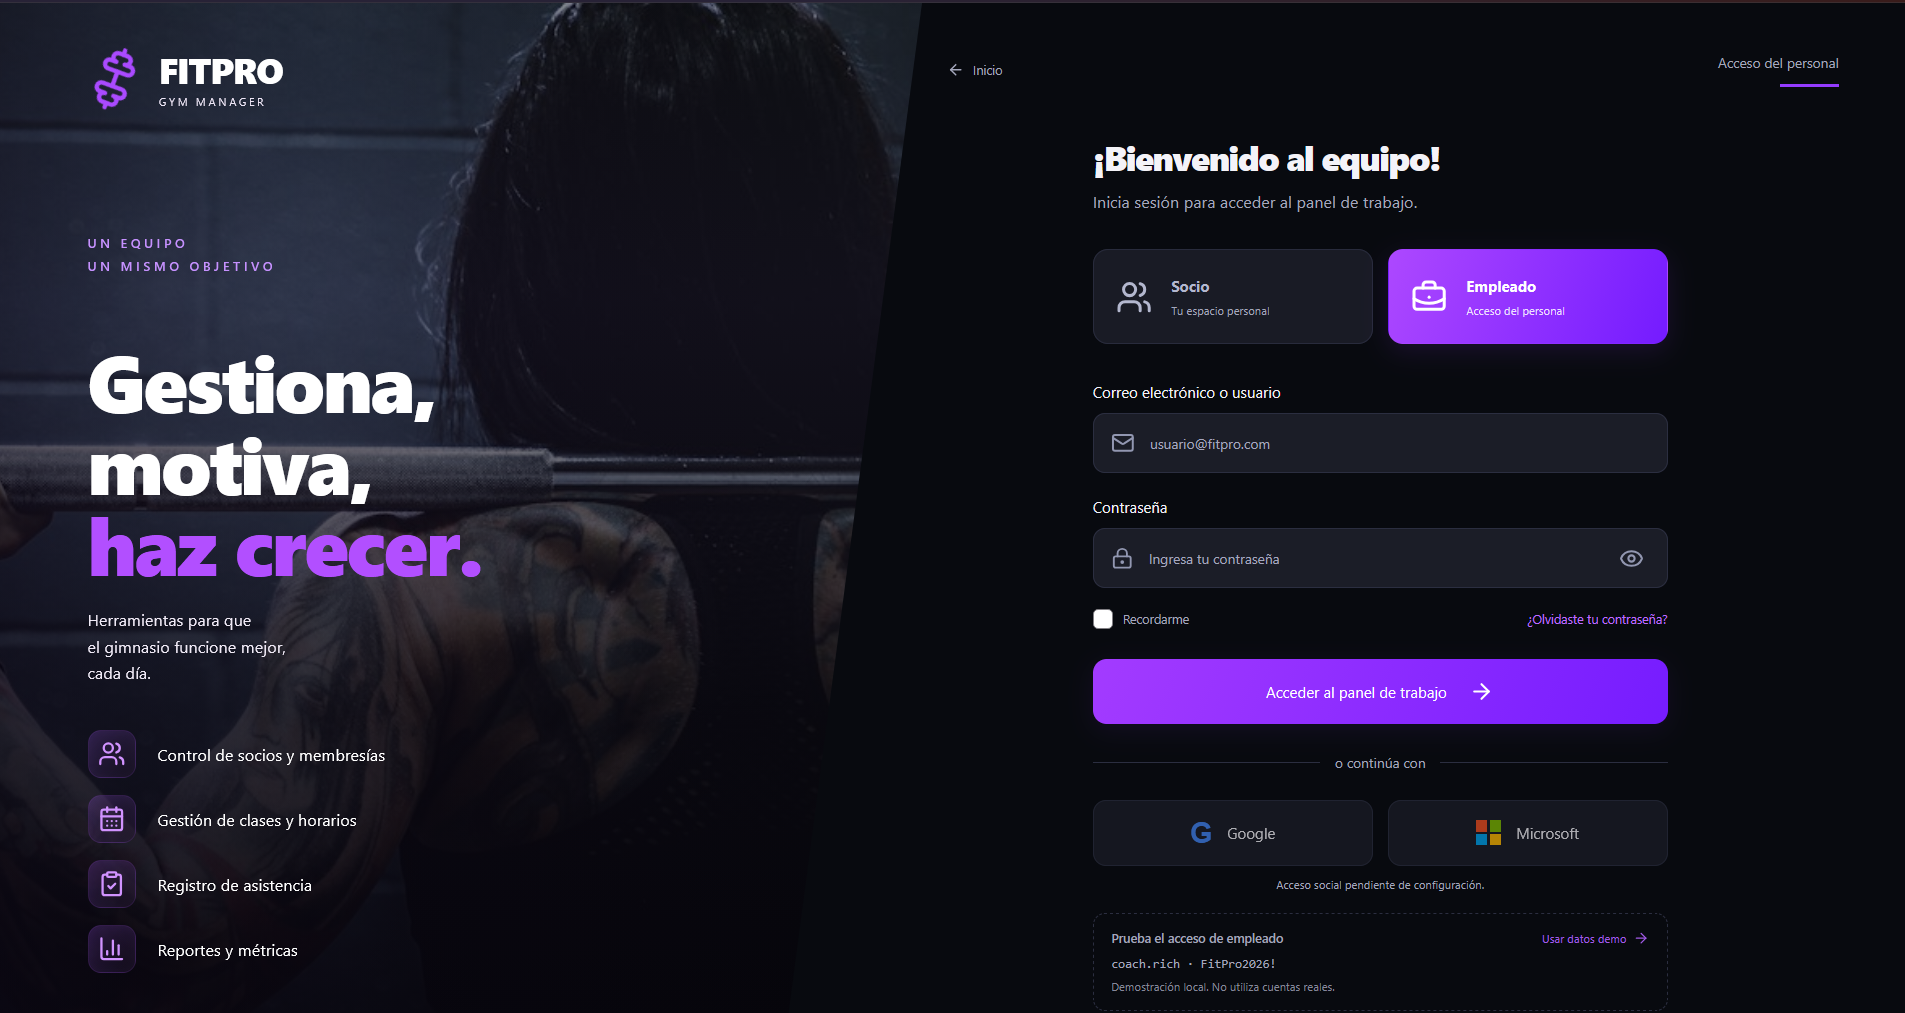 FITPRO
GYM MANAGER
UN EQUIPO
UN MISMO OBJETIVO
Gestiona,
motiva,
haz crecer.
Herramientas para que
el gimnasio funcione mejor,
cada día.
Control de socios y membresías
Gestión de clases y horarios
Registro de asistencia
Reportes y métricas
Inicio
Acceso del personal
¡Bienvenido al equipo!
Inicia sesión para acceder al panel de trabajo.
Socio
Tu espacio personal
Empleado
Acceso del personal
Correo electrónico o usuario
usuario@fitpro.com
Contraseña
Ingresa tu contraseña
Recordarme
¿Olvidaste tu contraseña?
Acceder al panel de trabajo
o continúa con
G Google
Microsoft
Acceso social pendiente de configuración.
Prueba el acceso de empleado
Usar datos demo
coach.rich · FitPro2026!
Demostración local. No utiliza cuentas reales.